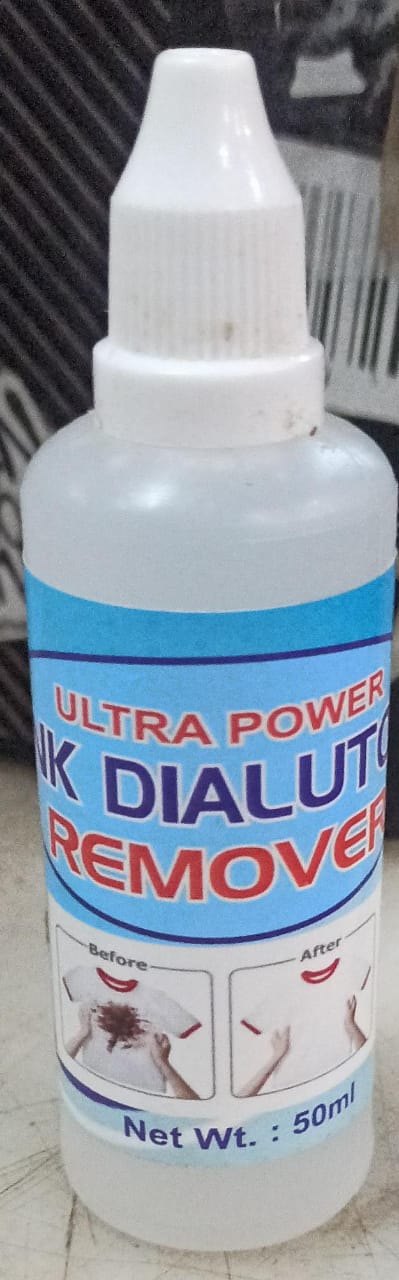 ULTRA POWER
NK DIALUTO
REMOVER
Before
After
Net Wt. : 50ml